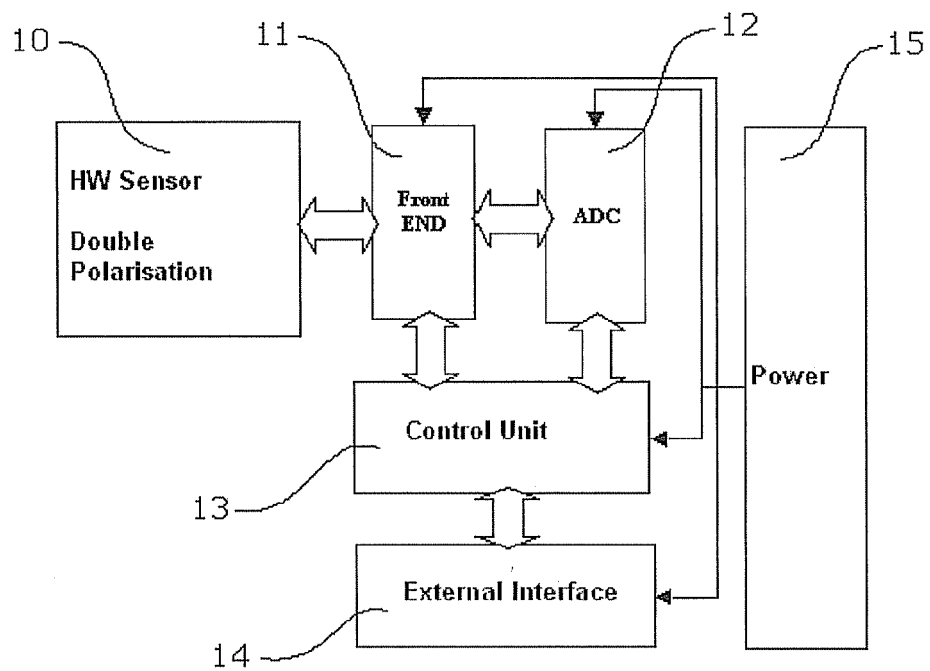 10
11
12
15
HW Sensor
Double
Polarisation
Front
END
ADC
Power
Control Unit
13
External Interface
14